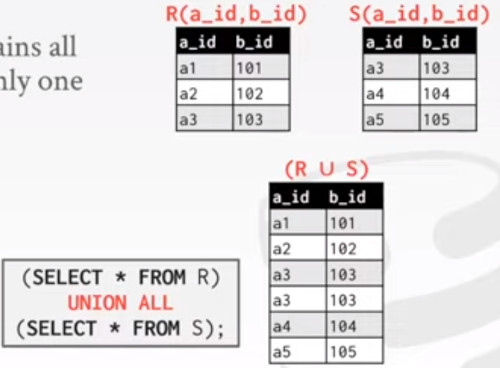 R(a_id,b_id)
a_id b_id
a1 101
a2 102
a3 103
S(a_id,b_id)
a_id b_id
a3 103
a4 104
a5 105
ains all
nly one
(R ∪ S)
a_id b_id
a1 101
a2 102
a3 103
a3 103
a4 104
a5 105
(SELECT * FROM R)
UNION ALL
(SELECT * FROM S);